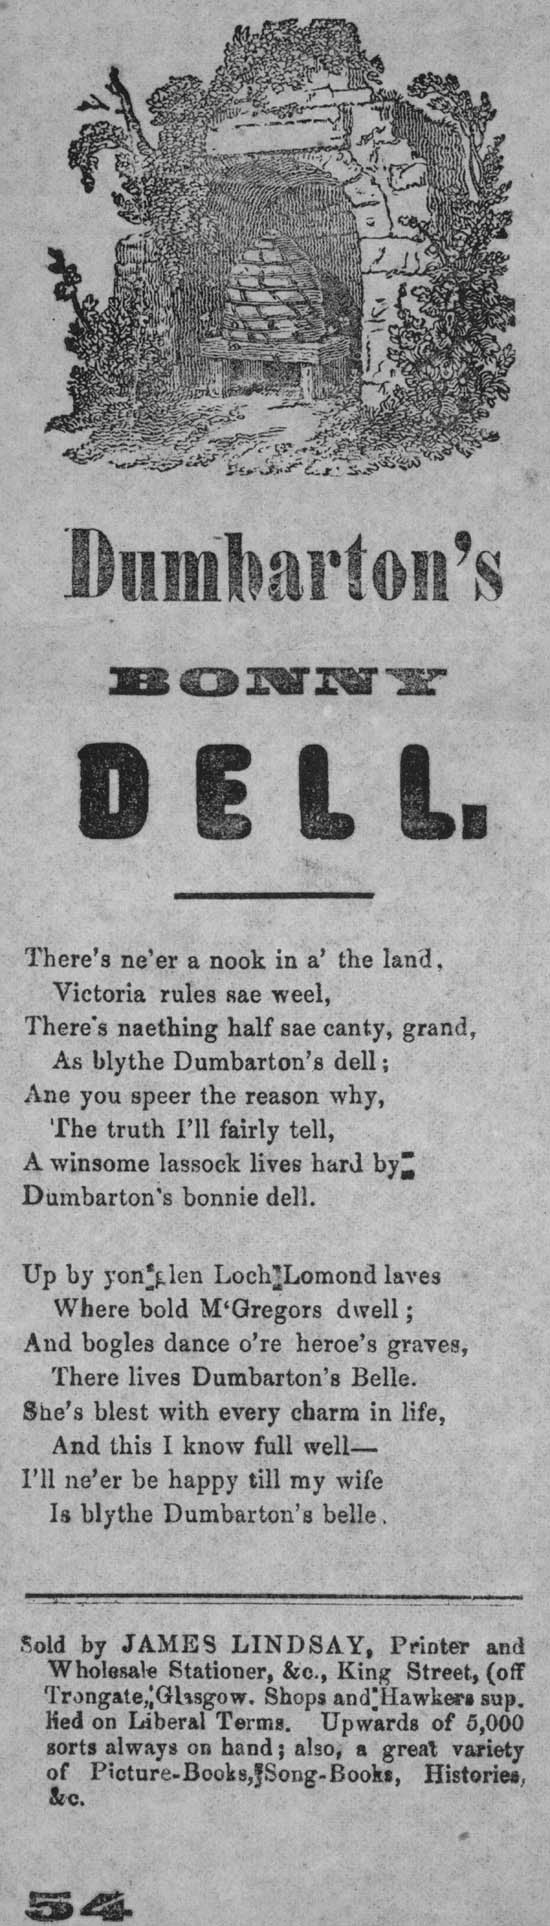 Dumbarton's
BONNY
DELL.
There's ne'er a nook in a' the land,
Victoria rules sae weel,
There's naething half sae canty, grand,
As blythe Dumbarton's dell;
Ane you speer the reason why,
The truth I'll fairly tell,
A winsome lassock lives hard by
Dumbarton's bonnie dell.
Up by yon glen Loch Lomond laves
Where bold M'Gregors dwell;
And bogles dance o're heroe's graves,
There lives Dumbarton's Belle.
She's blest with every charm in life,
And this I know full well—
I'll ne'er be happy till my wife
Is blythe Dumbarton's belle.
Sold by JAMES LINDSAY, Printer and
Wholesale Stationer, &c., King Street, (off
Trongate, Glasgow. Shops and Hawkers sup.
lied on Liberal Terms. Upwards of 5,000
sorts always on hand; also, a great variety
of Picture-Books, Song-Books, Histories,
&c.
54